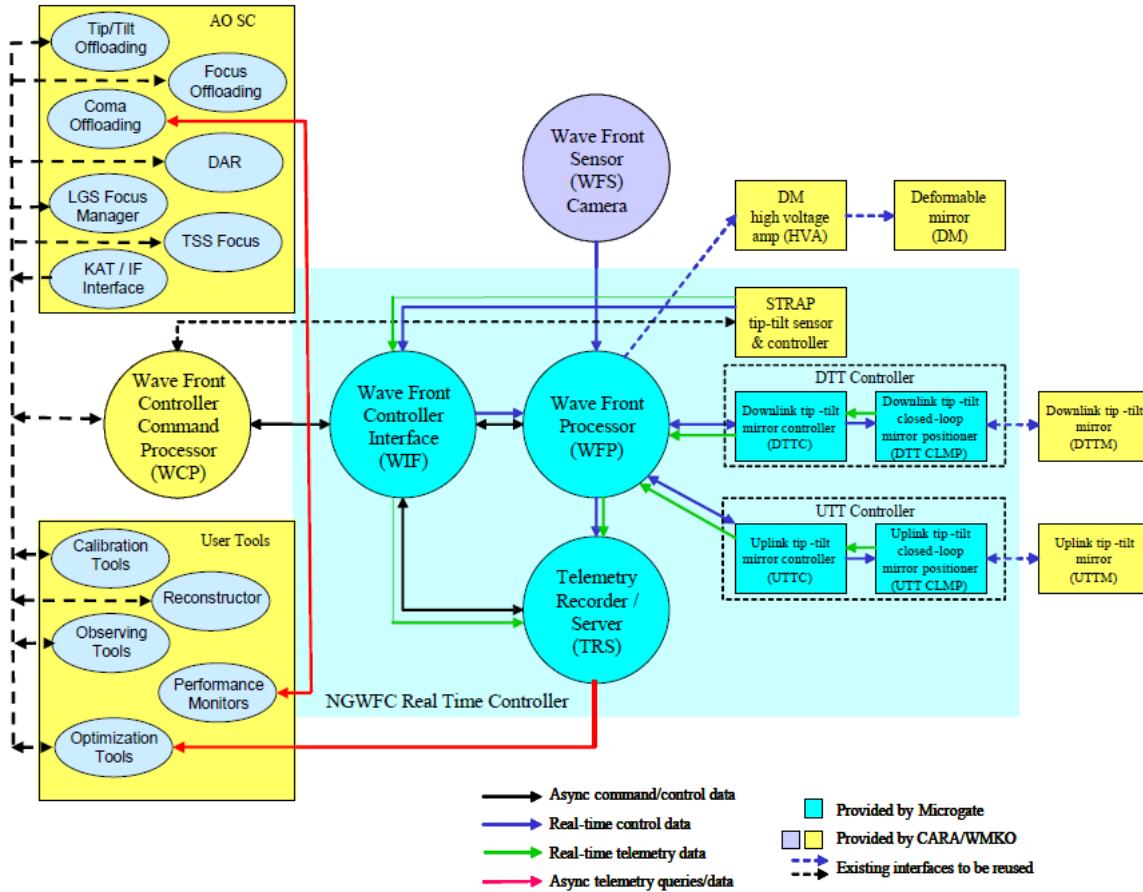 AO SC
Tip/Tilt
Offloading
Focus
Offloading
Coma
Offloading
DAR
LGS Focus
Manager
TSS Focus
KAT / IF
Interface
Wave Front
Sensor
(WFS)
Camera
DM
high voltage
amp (HVA)
Deformable
mirror
(DM)
STRAP
tip-tilt sensor
& controller
Wave Front
Controller
Command
Processor
(WCP)
Wave Front
Controller
Interface
(WIF)
Wave Front
Processor
(WFP)
DTT Controller
Downlink tip -tilt
mirror controller
(DTTC)
Downlink tip -tilt
closed-loop
mirror positioner
(DTT CLMP)
Downlink tip -tilt
mirror
(DTTM)
UTT Controller
Uplink tip -tilt
mirror controller
(UTTC)
Uplink tip -tilt
closed-loop
mirror positioner
(UTT CLMP)
Uplink tip -tilt
mirror
(UTTM)
User Tools
Calibration
Tools
Reconstructor
Observing
Tools
Performance
Monitors
Optimization
Tools
Telemetry
Recorder /
Server
(TRS)
NGWFC Real Time Controller
Async command/control data
Real-time control data
Real-time telemetry data
Async telemetry queries/data
Provided by Microgate
Provided by CARA/WMKO
Existing interfaces to be reused